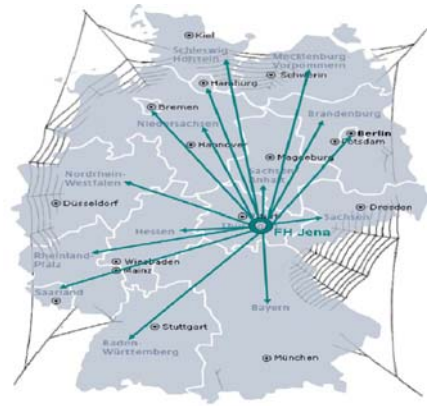 Kiel
Schleswig
Holstein
Mecklenburg
Vorpommern
Schwerin
Hamburg
Bremen
Niedersachsen
Brandenburg
Berlin
Potsdam
Hannover
Magdeburg
Sachsen
Anhalt
Nordrhein-
Westfalen
Düsseldorf
Dresden
Sachsen
FH Jena
Hessen
Rheinland-
Pfalz
Wiesbaden
Mainz
Saarland
Bayern
Stuttgart
Baden-
Württemberg
München